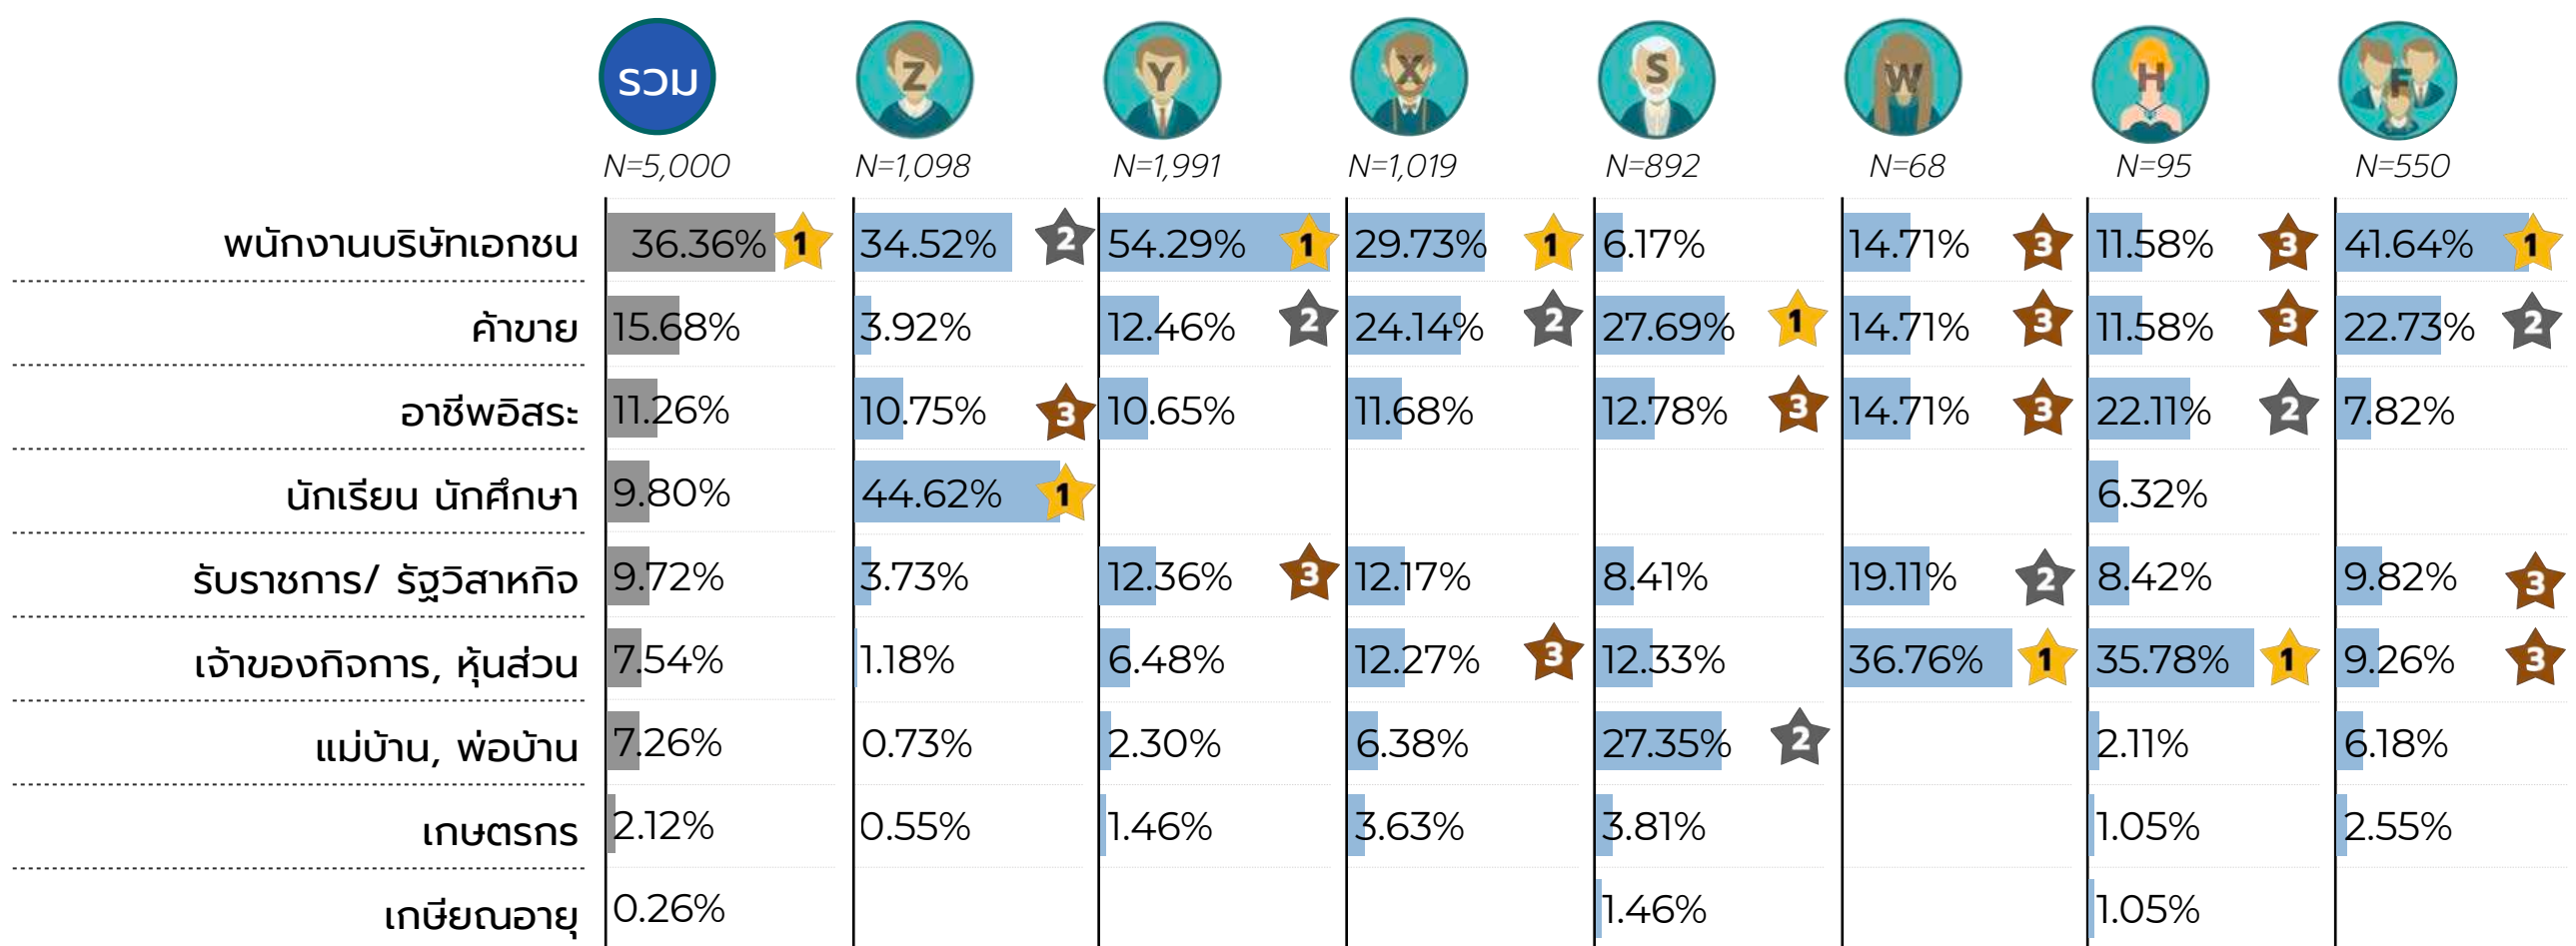 รวม Z Y X S W H F
N=5,000 N=1,098 N=1,991 N=1,019 N=892 N=68 N=95 N=550
พนักงานบริษัทเอกชน 36.36% 1 34.52% 2 54.29% 1 29.73% 1 6.17% 14.71% 3 11.58% 3 41.64% 1
ค้าขาย 15.68% 3.92% 12.46% 2 24.14% 2 27.69% 1 14.71% 3 11.58% 3 22.73% 2
อาชีพอิสระ 11.26% 10.75% 3 10.65% 11.68% 12.78% 3 14.71% 3 22.11% 2 7.82%
นักเรียน นักศึกษา 9.80% 44.62% 1 6.32%
รับราชการ/ รัฐวิสาหกิจ 9.72% 3.73% 12.36% 3 12.17% 8.41% 19.11% 2 8.42% 9.82% 3
เจ้าของกิจการ, หุ้นส่วน 7.54% 1.18% 6.48% 12.27% 3 12.33% 36.76% 1 35.78% 1 9.26% 3
แม่บ้าน, พ่อบ้าน 7.26% 0.73% 2.30% 6.38% 27.35% 2 2.11% 6.18%
เกษตรกร 2.12% 0.55% 1.46% 3.63% 3.81% 1.05% 2.55%
เกษียณอายุ 0.26% 1.46% 1.05%